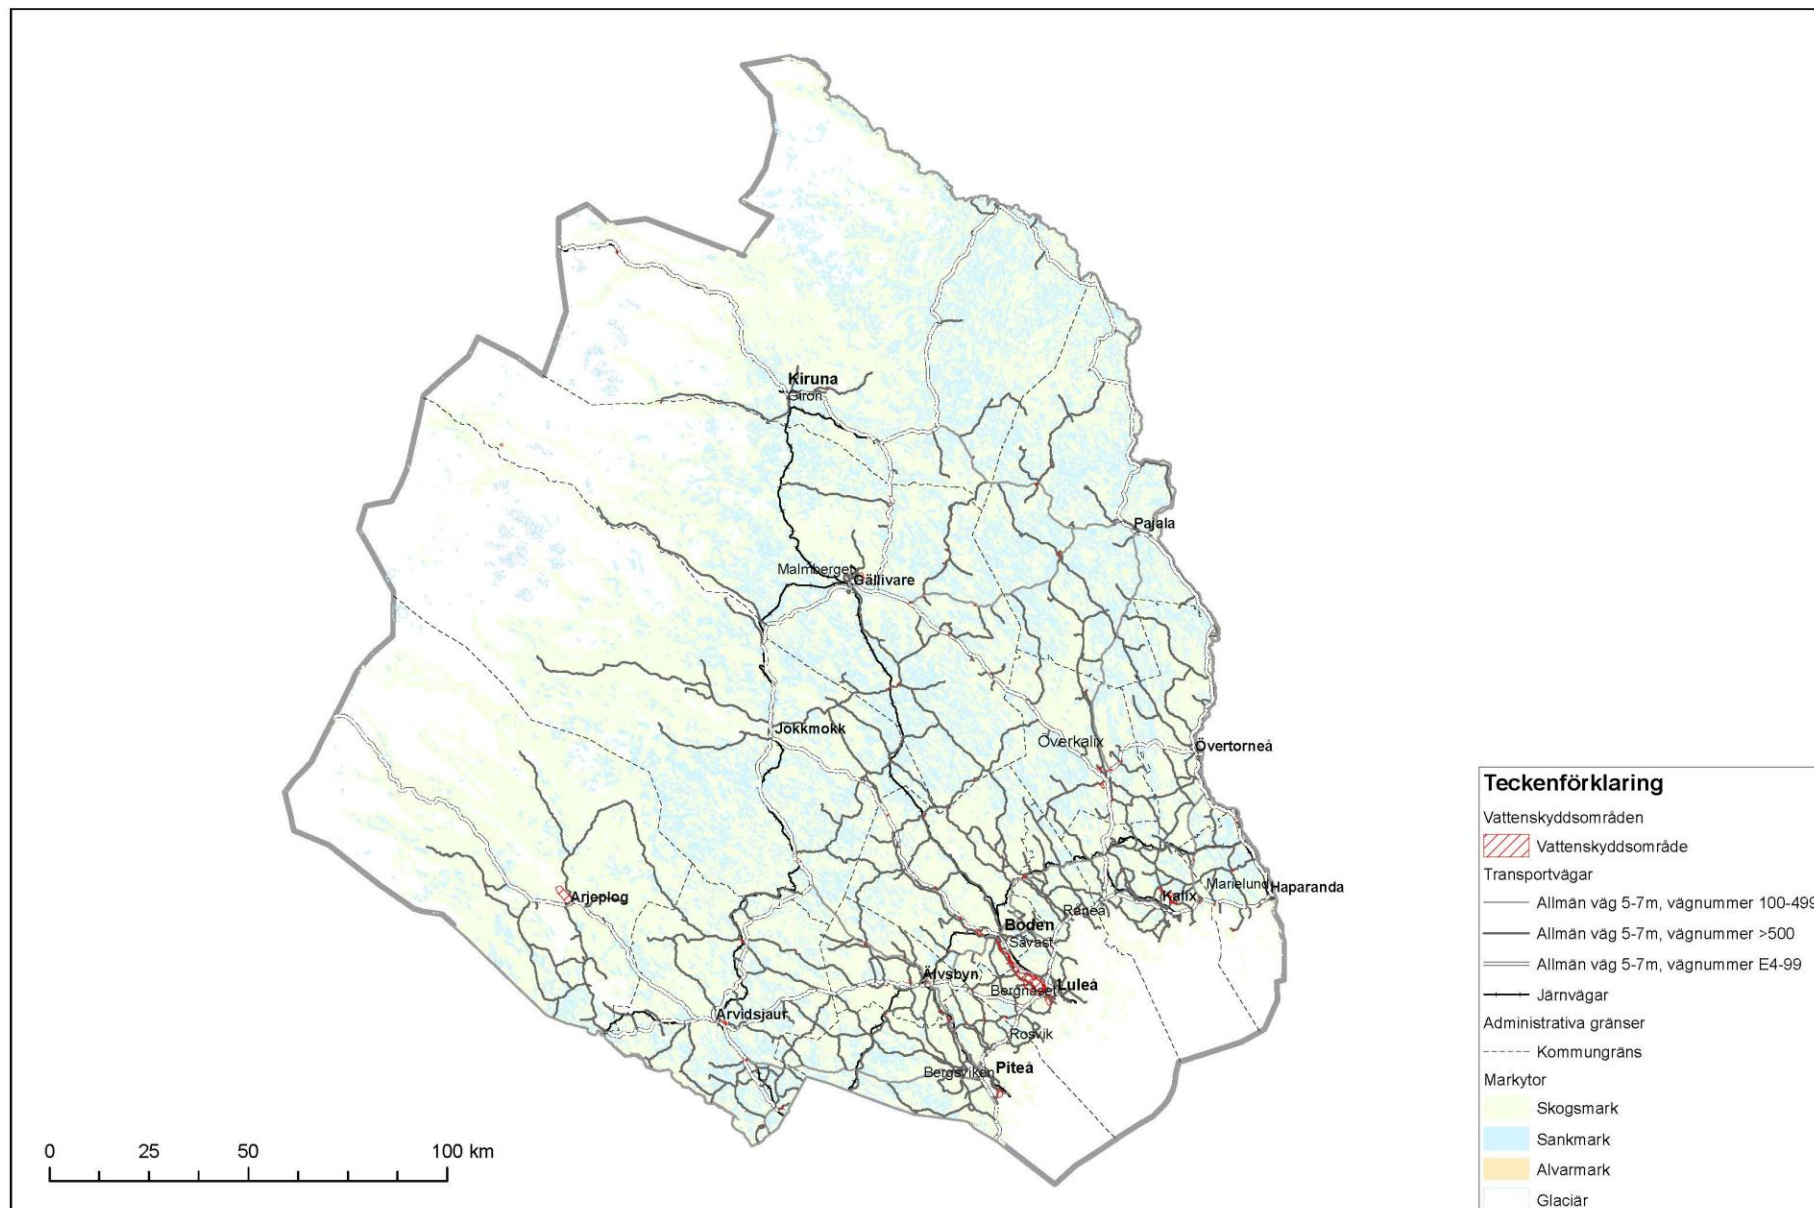 Kiruna
Giron
Pajala
Malmberget
Gällivare
Jokkmokk
Överkalix
Övertorneå
Arjeplog
Marielund
Haparanda
Kalix
Råneå
Boden
Sävast
Älvsbyn
Bergnäset
Luleå
Arvidsjaur
Rosvik
Bergsviken
Piteå
0 25 50 100 km
Teckenförklaring
Vattenskyddsområden
Vattenskyddsområde
Transportvägar
Allmän väg 5-7m, vägnummer 100-499
Allmän väg 5-7m, vägnummer >500
Allmän väg 5-7m, vägnummer E4-99
Järnvägar
Administrativa gränser
Kommungräns
Markytor
Skogsmark
Sankmark
Alvarmark
Glaciär